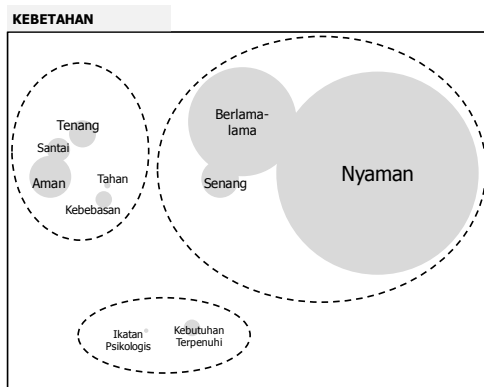 KEBETAHAN
Tenang
Santai
Aman
Tahan
Kebebasan
Berlama-
lama
Senang
Nyaman
Ikatan
Psikologis
Kebutuhan
Terpenuhi